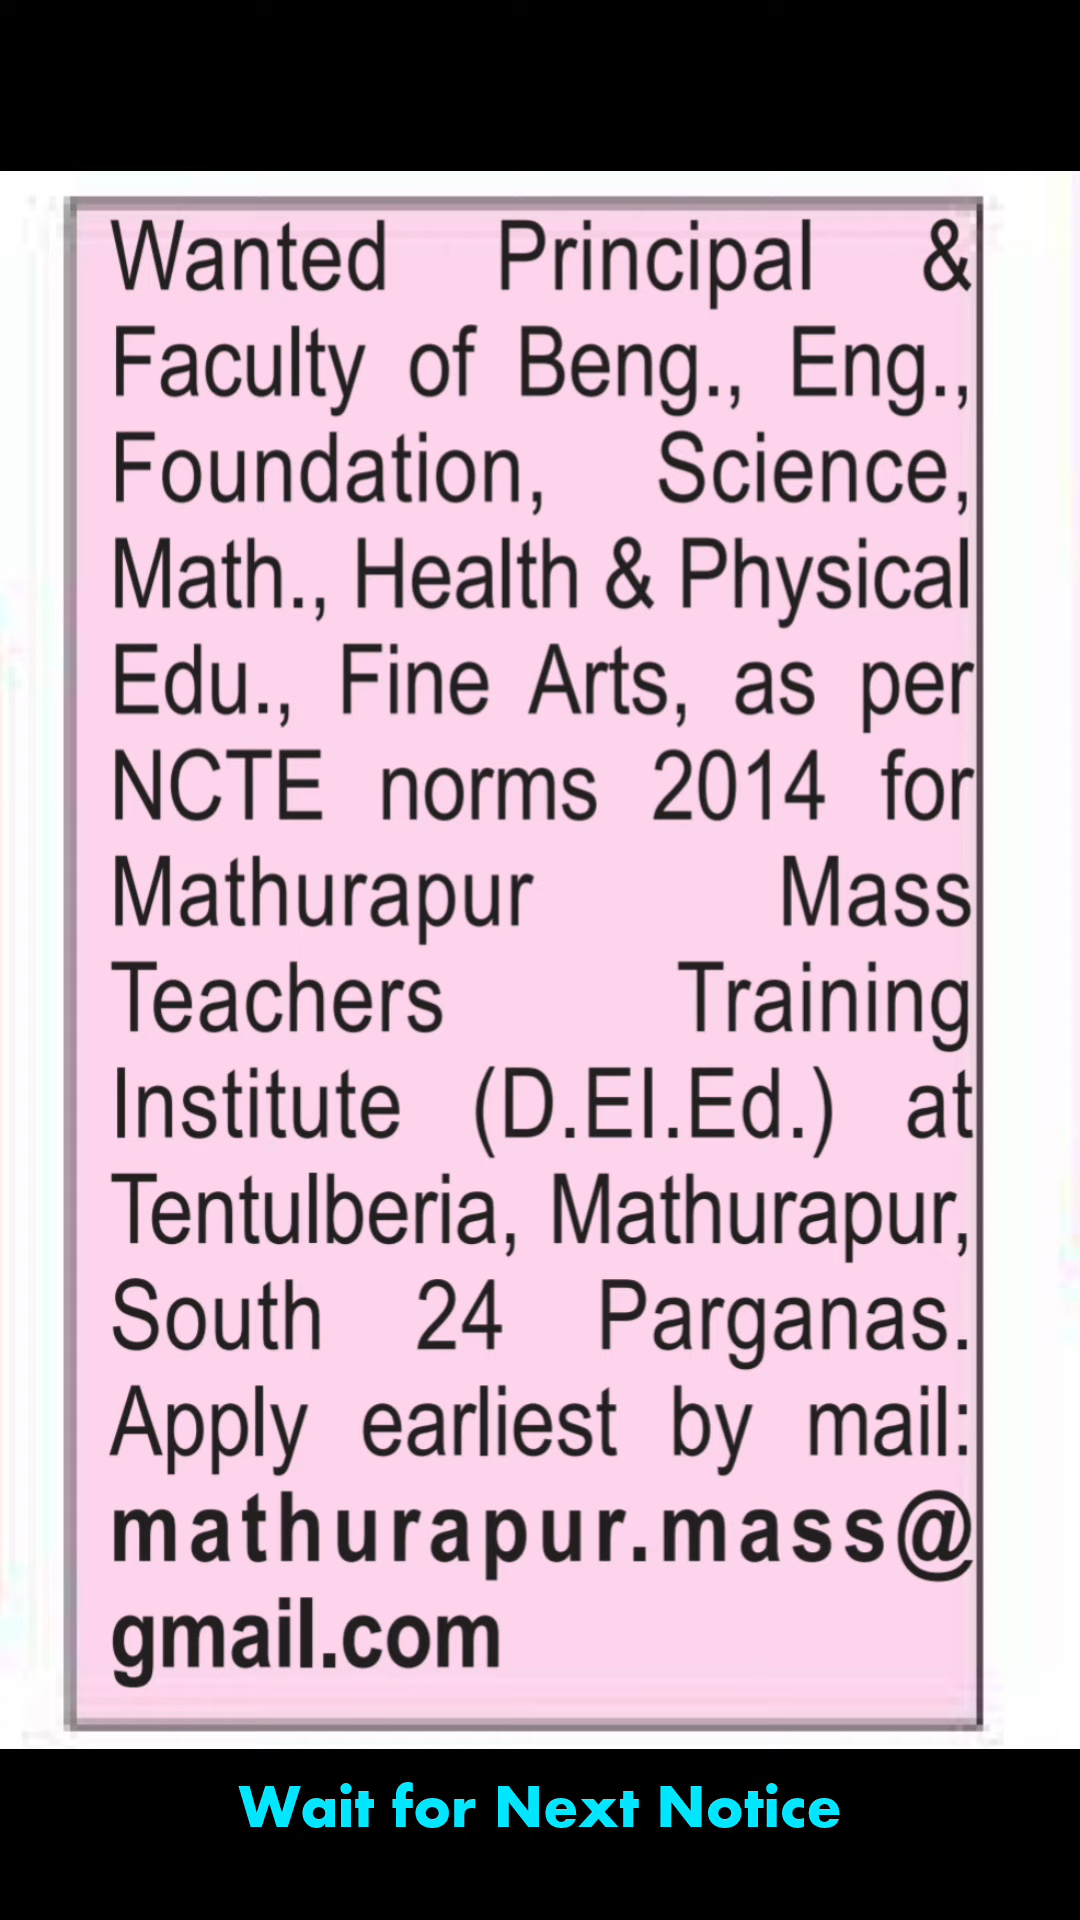 Wanted Principal &
Faculty of Beng., Eng.,
Foundation, Science,
Math., Health & Physical
Edu., Fine Arts, as per
NCTE norms 2014 for
Mathurapur Mass
Teachers Training
Institute (D.El.Ed.) at
Tentulberia, Mathurapur,
South 24 Parganas.
Apply earliest by mail:
mathurapur.mass@
gmail.com
Wait for Next Notice